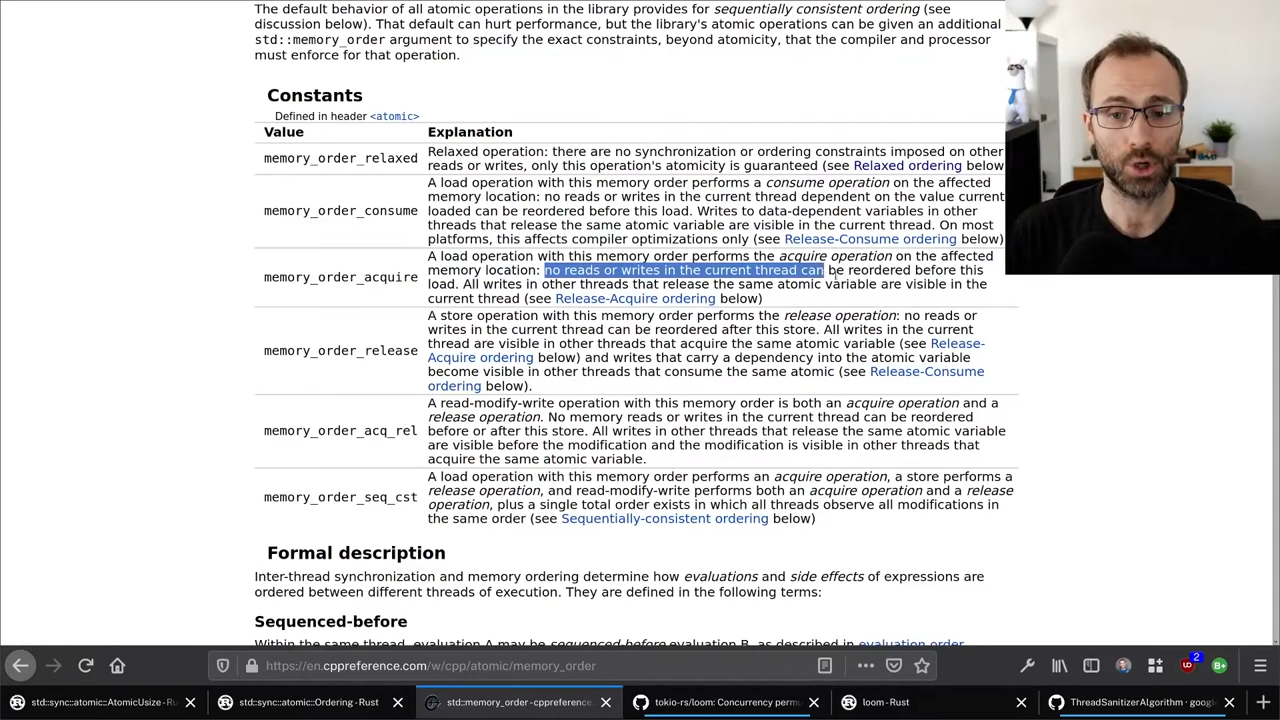 The default behavior of all atomic operations in the library provides for sequentially consistent ordering (see
discussion below). That default can hurt performance, but the library's atomic operations can be given an additional
std::memory_order argument to specify the exact constraints, beyond atomicity, that the compiler and processor
must enforce for that operation.
Constants
Defined in header <atomic>
Value Explanation
memory_order_relaxed
Relaxed operation: there are no synchronization or ordering constraints imposed on other
reads or writes, only this operation's atomicity is guaranteed (see Relaxed ordering below
memory_order_consume
A load operation with this memory order performs a consume operation on the affected
memory location: no reads or writes in the current thread dependent on the value current
loaded can be reordered before this load. Writes to data-dependent variables in other
threads that release the same atomic variable are visible in the current thread. On most
platforms, this affects compiler optimizations only (see Release-Consume ordering below)
memory_order_acquire
A load operation with this memory order performs the acquire operation on the affected
memory location: no reads or writes in the current thread can be reordered before this
load. All writes in other threads that release the same atomic variable are visible in the
current thread (see Release-Acquire ordering below)
memory_order_release
A store operation with this memory order performs the release operation: no reads or
writes in the current thread can be reordered after this store. All writes in the current
thread are visible in other threads that acquire the same atomic variable (see Release-
Acquire ordering below) and writes that carry a dependency into the atomic variable
become visible in other threads that consume the same atomic (see Release-Consume
ordering below).
memory_order_acq_rel
A read-modify-write operation with this memory order is both an acquire operation and a
release operation. No memory reads or writes in the current thread can be reordered
before or after this store. All writes in other threads that release the same atomic variable
are visible before the modification and the modification is visible in other threads that
acquire the same atomic variable.
memory_order_seq_cst
A load operation with this memory order performs an acquire operation, a store performs a
release operation, and read-modify-write performs both an acquire operation and a release
operation, plus a single total order exists in which all threads observe all modifications in
the same order (see Sequentially-consistent ordering below)
Formal description
Inter-thread synchronization and memory ordering determine how evaluations and side effects of expressions are
ordered between different threads of execution. They are defined in the following terms:
Sequenced-before
Within the same thread, evaluation A may be sequenced-before evaluation B, as described in evaluation order.
https://en.cppreference.com/w/cpp/atomic/memory_order
2
B+
std::sync::atomic::AtomicUsize - Ru
std::sync::atomic::Ordering - Rust
std::memory_order - cppreference.
tokio-rs/loom: Concurrency permu
loom - Rust
ThreadSanitizerAlgorithm · google